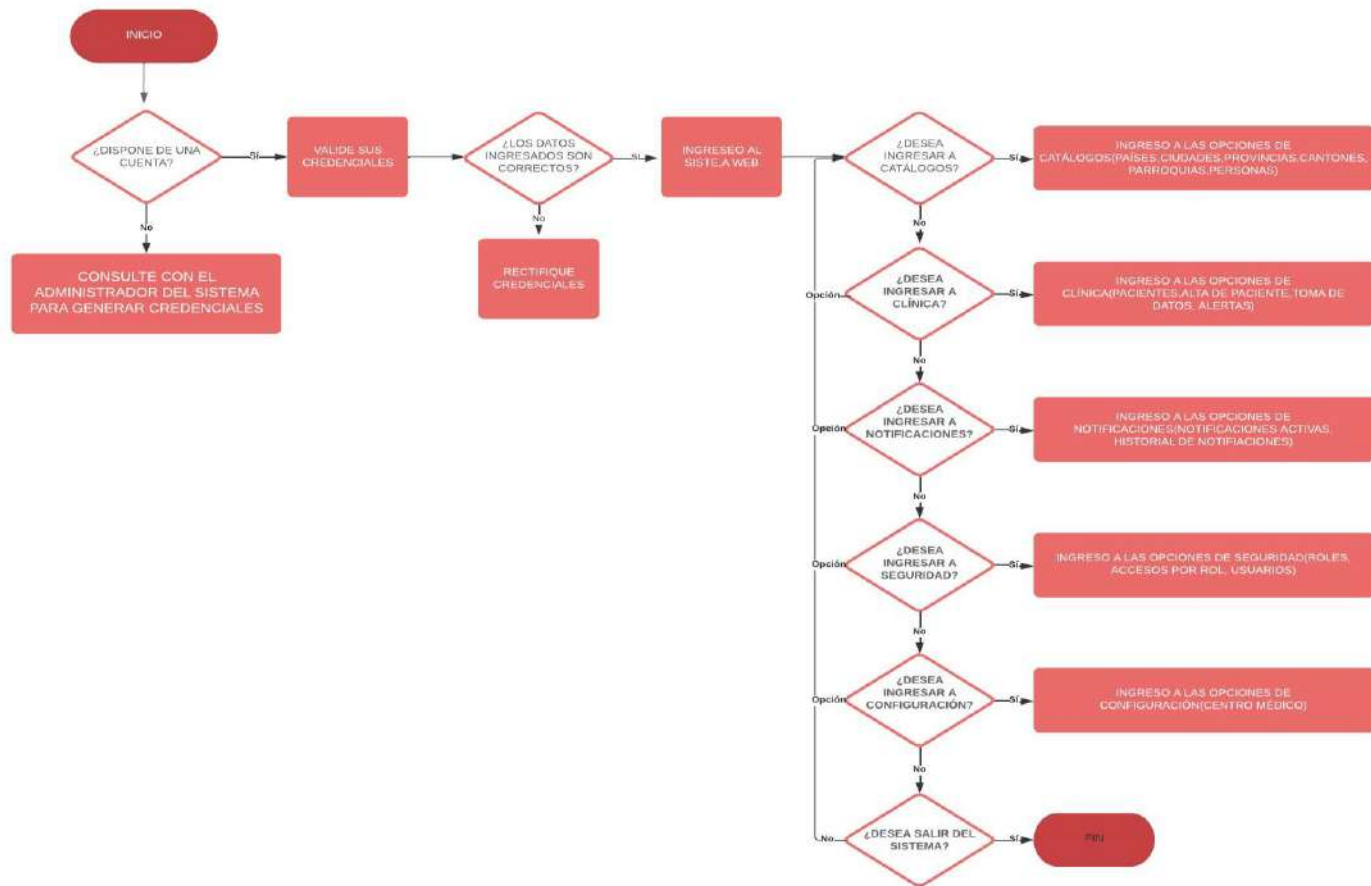 INICIO
¿DISPONE DE UNA
CUENTA?
Sí
VALIDE SUS
CREDENCIALES
¿LOS DATOS
INGRESADOS SON
CORRECTOS?
Sí
INGRESEO AL
SISTE,A WEB
¿DESEA
INGRESAR A
CATÁLOGOS?
Sí
INGRESO A LAS OPCIONES DE
CATÁLOGOS(PAÍSES,CIUDADES,PROVINCIAS,CANTONES,
PARROQUIAS,PERSONAS)
No
CONSULTE CON EL
ADMINISTRADOR DEL SISTEMA
PARA GENERAR CREDENCIALES
No
RECTIFIQUE
CREDENCIALES
No
Opción
¿DESEA
INGRESAR A
CLÍNICA?
Sí
INGRESO A LAS OPCIONES DE
CLÍNICA(PACIENTES,ALTA DE PACIENTE,TOMA DE
DATOS, ALERTAS)
No
Opción
¿DESEA
INGRESAR A
NOTIFICACIONES?
Sí
INGRESO A LAS OPCIONES DE
NOTIFICACIONES(NOTIFICACIONES ACTIVAS,
HISTORIAL DE NOTIFIACIONES)
No
Opción
¿DESEA
INGRESAR A
SEGURIDAD?
Sí
INGRESO A LAS OPCIONES DE SEGURIDAD(ROLES,
ACCESOS POR ROL, USUARIOS)
No
Opción
¿DESEA
INGRESAR A
CONFIGURACIÓN?
Sí
INGRESO A LAS OPCIONES DE
CONFIGURACIÓN(CENTRO MÉDICO)
No
No
¿DESEA SALIR DEL
SISTEMA?
Sí
FIN